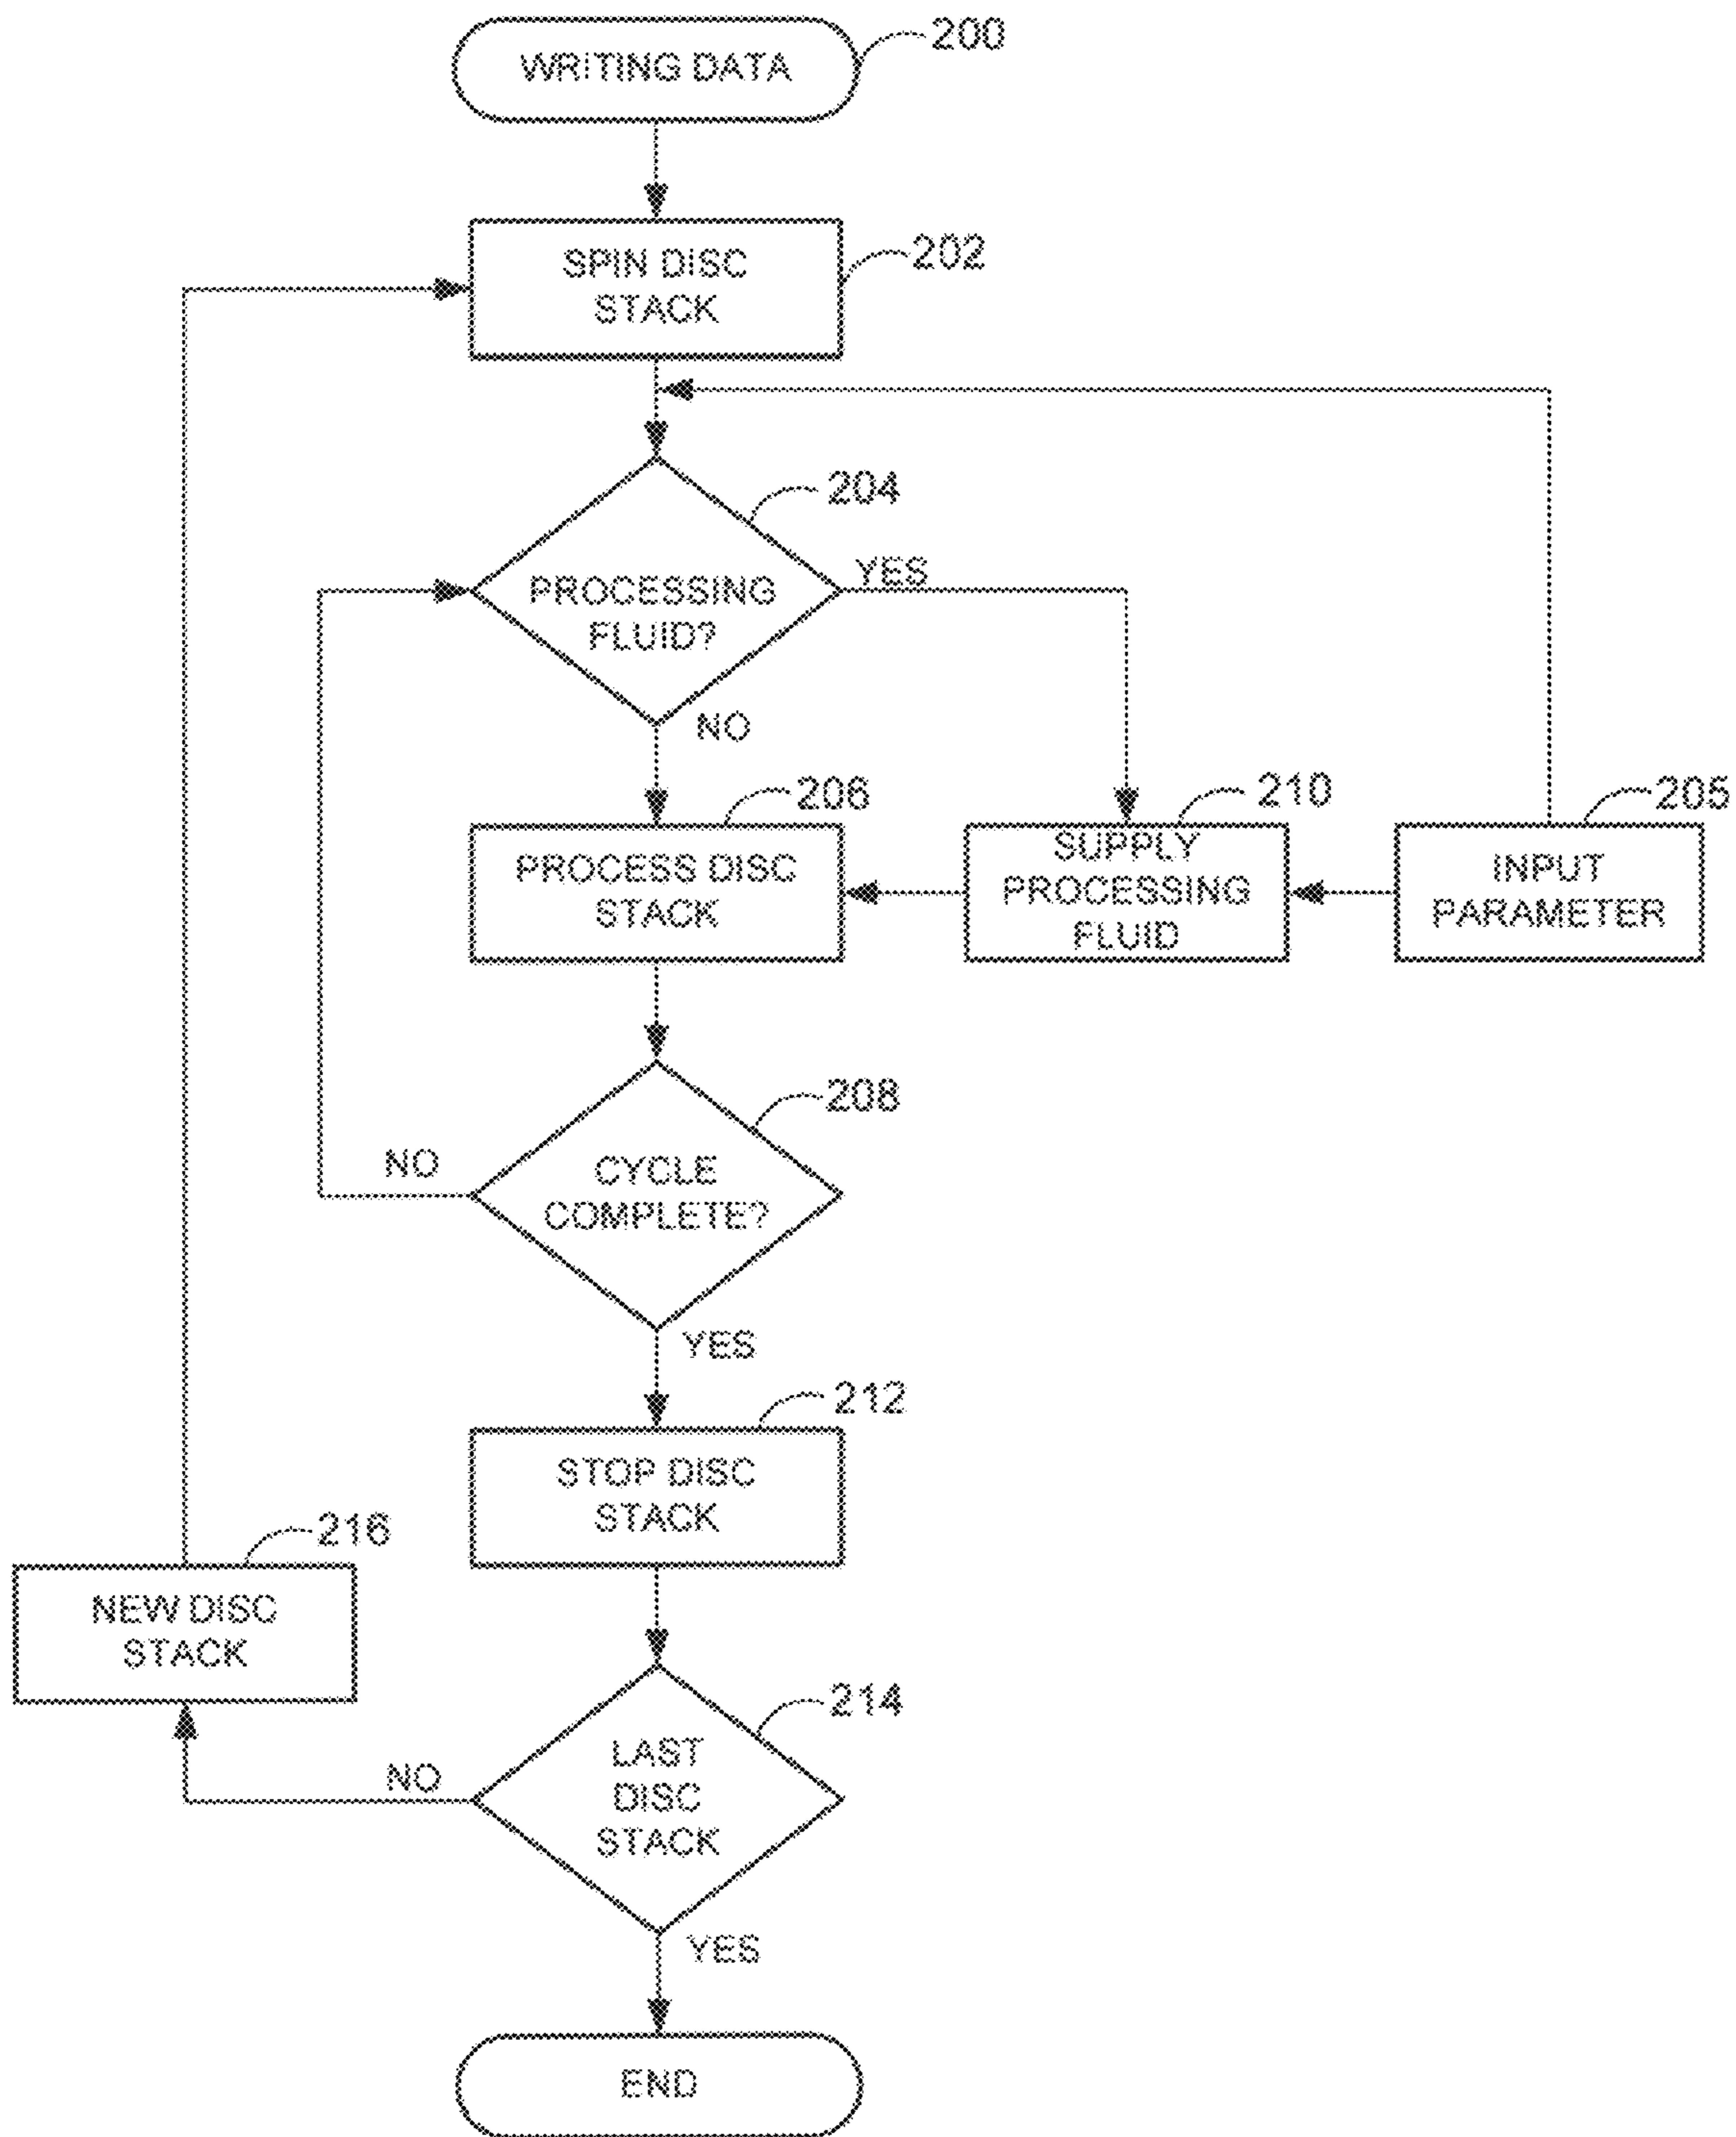 WRITING DATA
200
SPIN DISC
STACK
202
204
PROCESSING
FLUID?
YES
NO
206
PROCESS DISC
STACK
210
SUPPLY
PROCESSING
FLUID
205
INPUT
PARAMETER
208
CYCLE
COMPLETE?
NO
YES
212
STOP DISC
STACK
216
NEW DISC
STACK
214
LAST
DISC
STACK
NO
YES
END